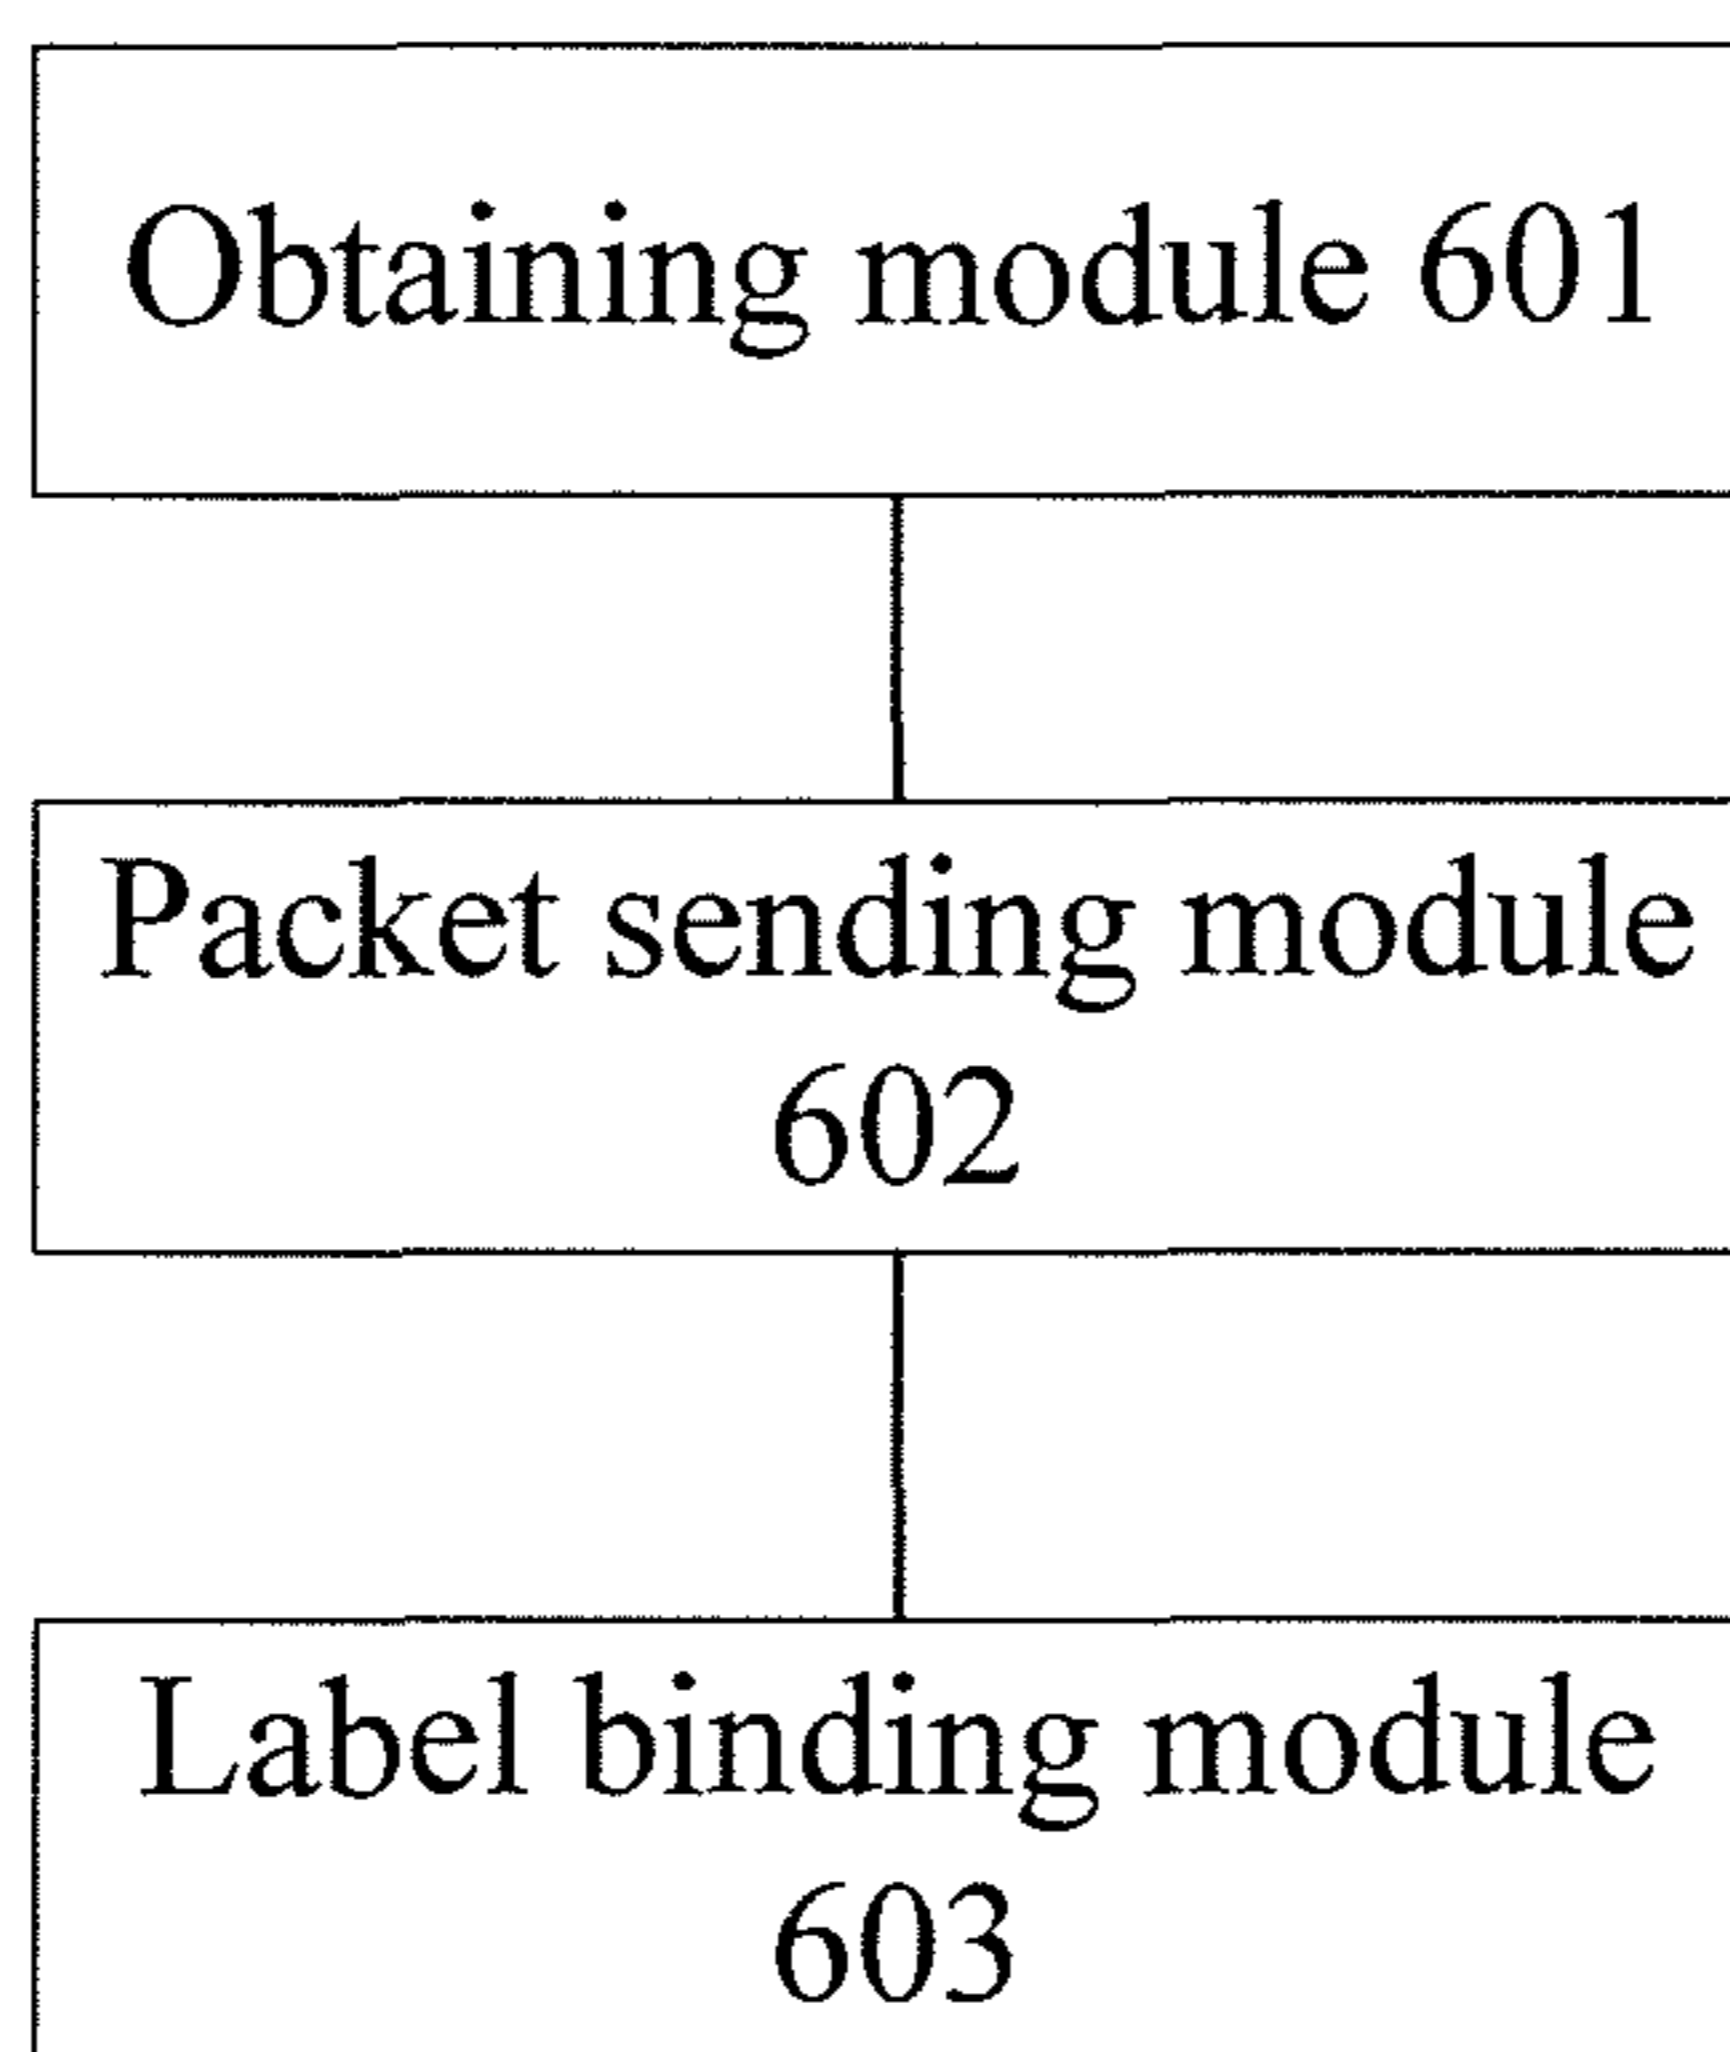 Obtaining module 601
Packet sending module
602
Label binding module
603